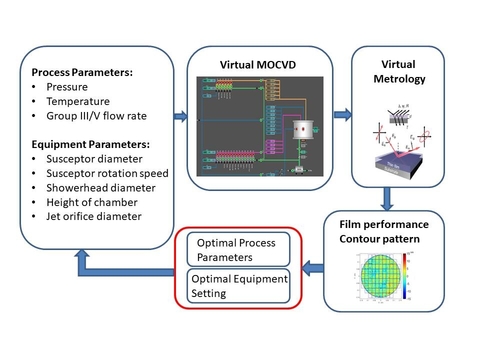 Process Parameters:
• Pressure
• Temperature
• Group III/V flow rate
Equipment Parameters:
• Susceptor diameter
• Susceptor rotation speed
• Showerhead diameter
• Height of chamber
• Jet orifice diameter
Virtual MOCVD
Virtual
Metrology
Film performance
Contour pattern
Optimal Process
Parameters
Optimal Equipment
Setting